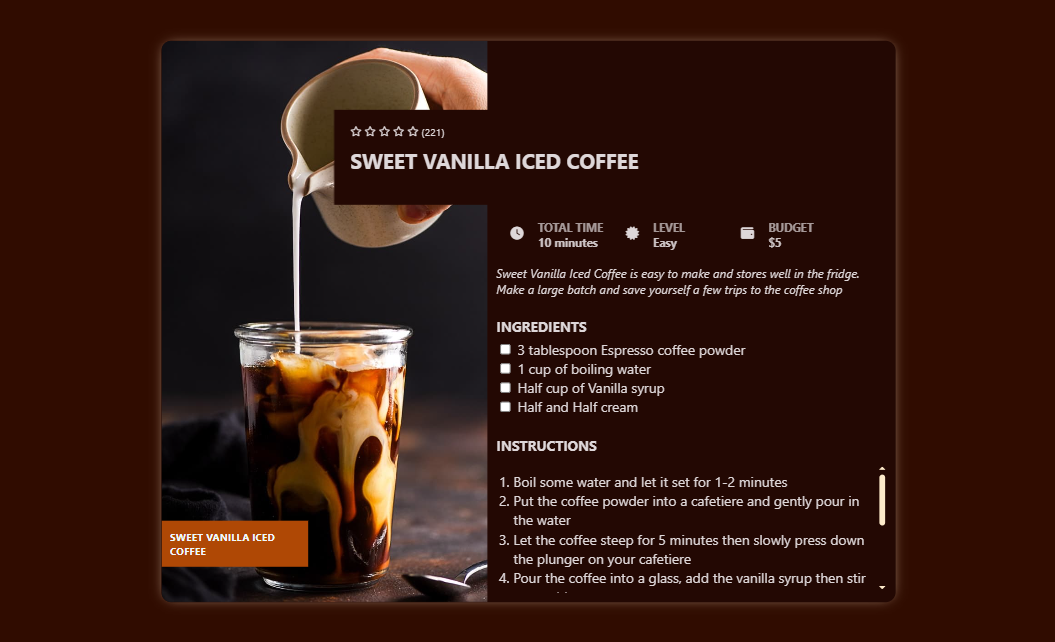 (221)
SWEET VANILLA ICED COFFEE
TOTAL TIME
10 minutes
LEVEL
Easy
BUDGET
$5
Sweet Vanilla Iced Coffee is easy to make and stores well in the fridge.
Make a large batch and save yourself a few trips to the coffee shop
INGREDIENTS
3 tablespoon Espresso coffee powder
1 cup of boiling water
Half cup of Vanilla syrup
Half and Half cream
INSTRUCTIONS
1. Boil some water and let it set for 1-2 minutes
2. Put the coffee powder into a cafetiere and gently pour in
the water
3. Let the coffee steep for 5 minutes then slowly press down
the plunger on your cafetiere
4. Pour the coffee into a glass, add the vanilla syrup then stir
SWEET VANILLA ICED
COFFEE